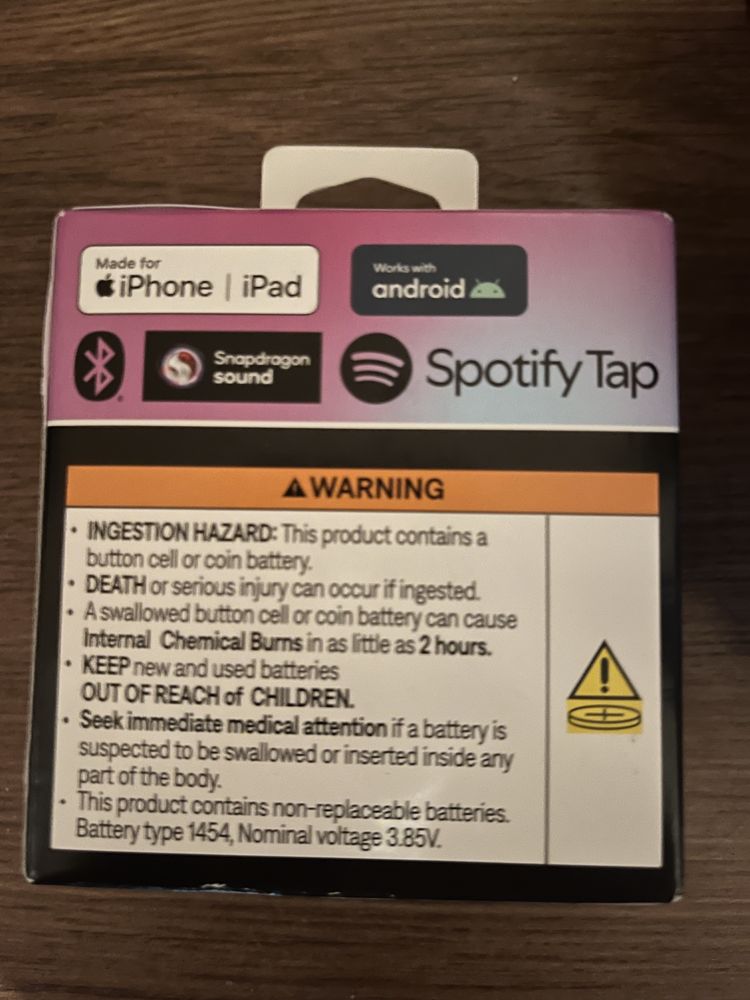 Made for
iPhone | iPad
Works with
android
Snapdragon
sound
Spotify Tap
WARNING
• INGESTION HAZARD: This product contains a
button cell or coin battery.
• DEATH or serious injury can occur if ingested.
• A swallowed button cell or coin battery can cause
Internal Chemical Burns in as little as 2 hours.
• KEEP new and used batteries
OUT OF REACH of CHILDREN.
• Seek immediate medical attention if a battery is
suspected to be swallowed or inserted inside any
part of the body.
• This product contains non-replaceable batteries.
Battery type 1454, Nominal voltage 3.85V.